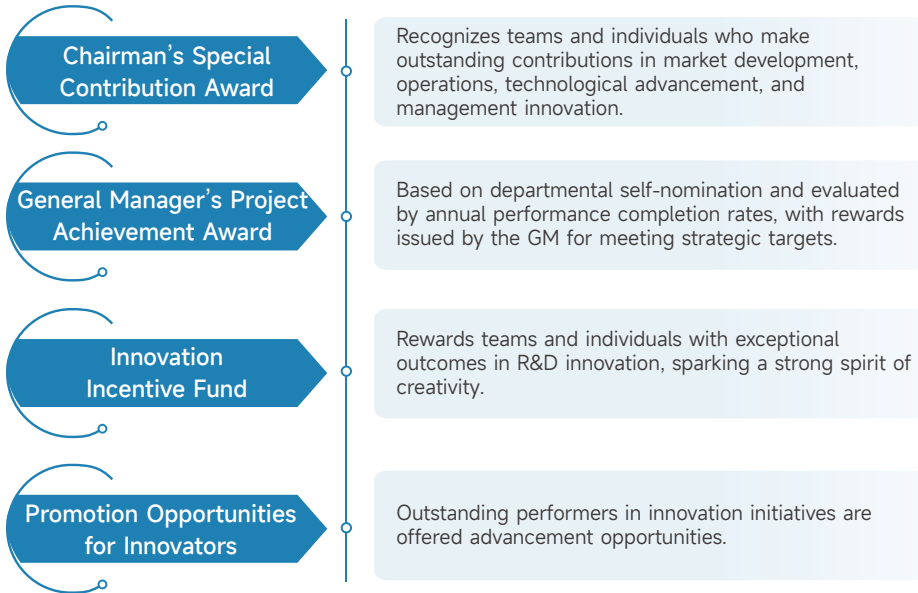 Chairman's Special
Contribution Award
Recognizes teams and individuals who make
outstanding contributions in market development,
operations, technological advancement, and
management innovation.
General Manager's Project
Achievement Award
Based on departmental self-nomination and evaluated
by annual performance completion rates, with rewards
issued by the GM for meeting strategic targets.
Innovation
Incentive Fund
Rewards teams and individuals with exceptional
outcomes in R&D innovation, sparking a strong spirit of
creativity.
Promotion Opportunities
for Innovators
Outstanding performers in innovation initiatives are
offered advancement opportunities.